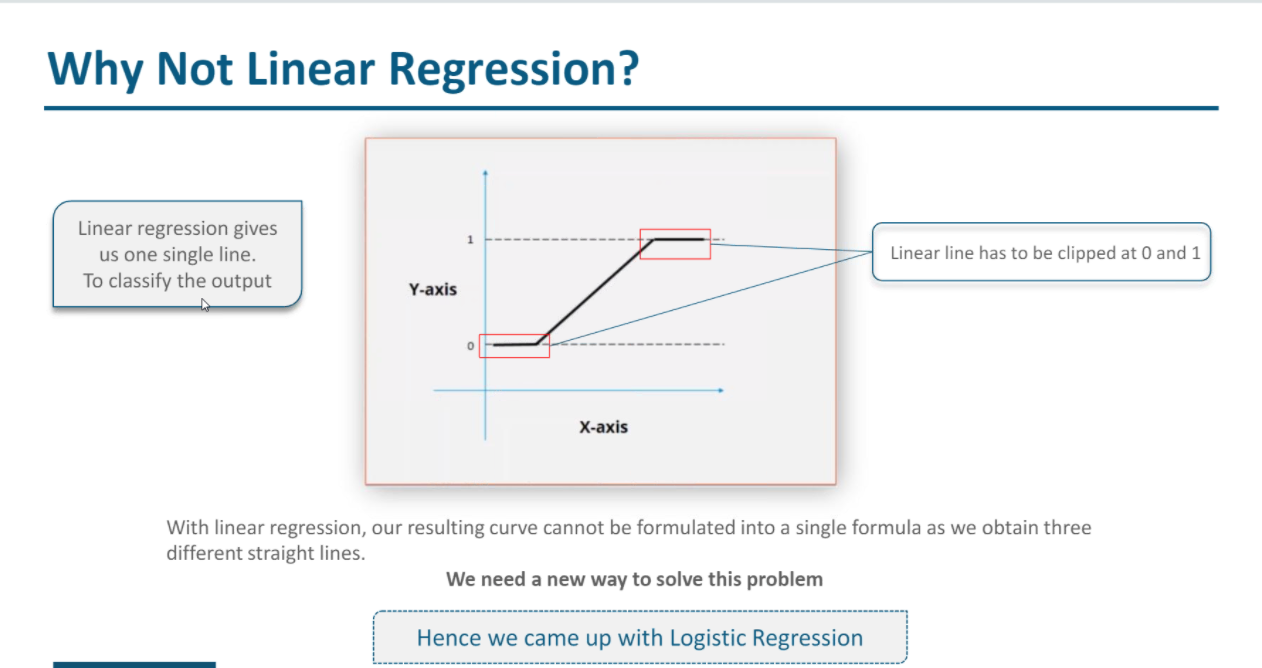 Why Not Linear Regression?
Linear regression gives
us one single line.
To classify the output
1
Y-axis
0
X-axis
Linear line has to be clipped at 0 and 1
With linear regression, our resulting curve cannot be formulated into a single formula as we obtain three
different straight lines.
We need a new way to solve this problem
Hence we came up with Logistic Regression